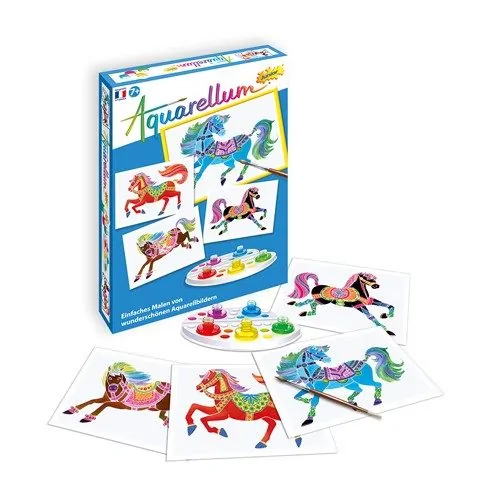 7+
Aquarellum
junior
Einfaches Malen von
wunderschönen Aquarellbildern